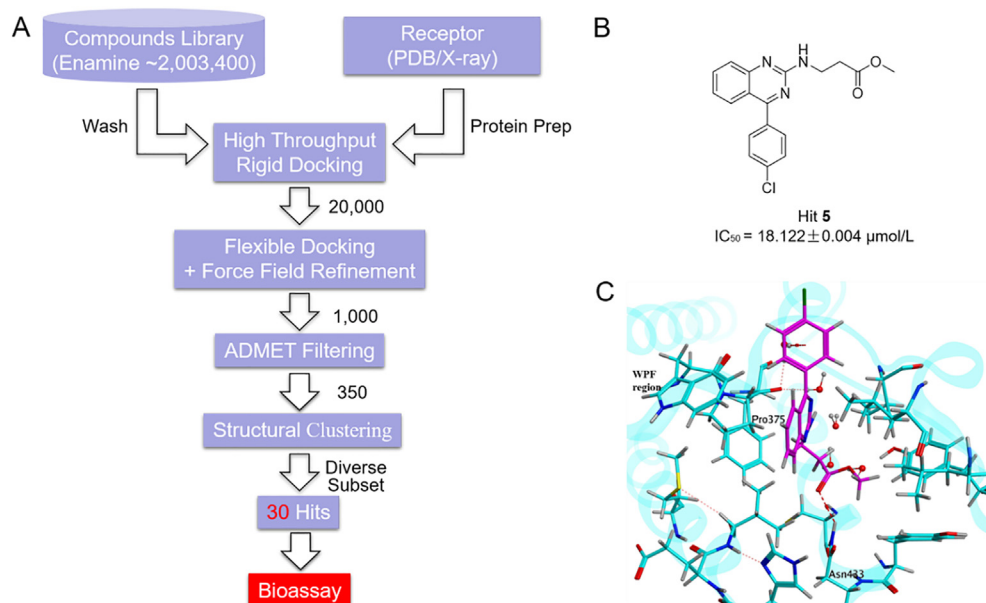 A
Compounds Library
(Enamine ~2,003,400)
Receptor
(PDB/X-ray)
Wash
Protein Prep
High Throughput
Rigid Docking
20,000
Flexible Docking
+ Force Field Refinement
1,000
ADMET Filtering
350
Structural Clustering
Diverse
Subset
30 Hits
Bioassay
B
H
N
N
N
O
O
Cl
Hit 5
IC₅₀ = 18.122±0.004 μmol/L
C
WPF
region
Pro375
Asn433